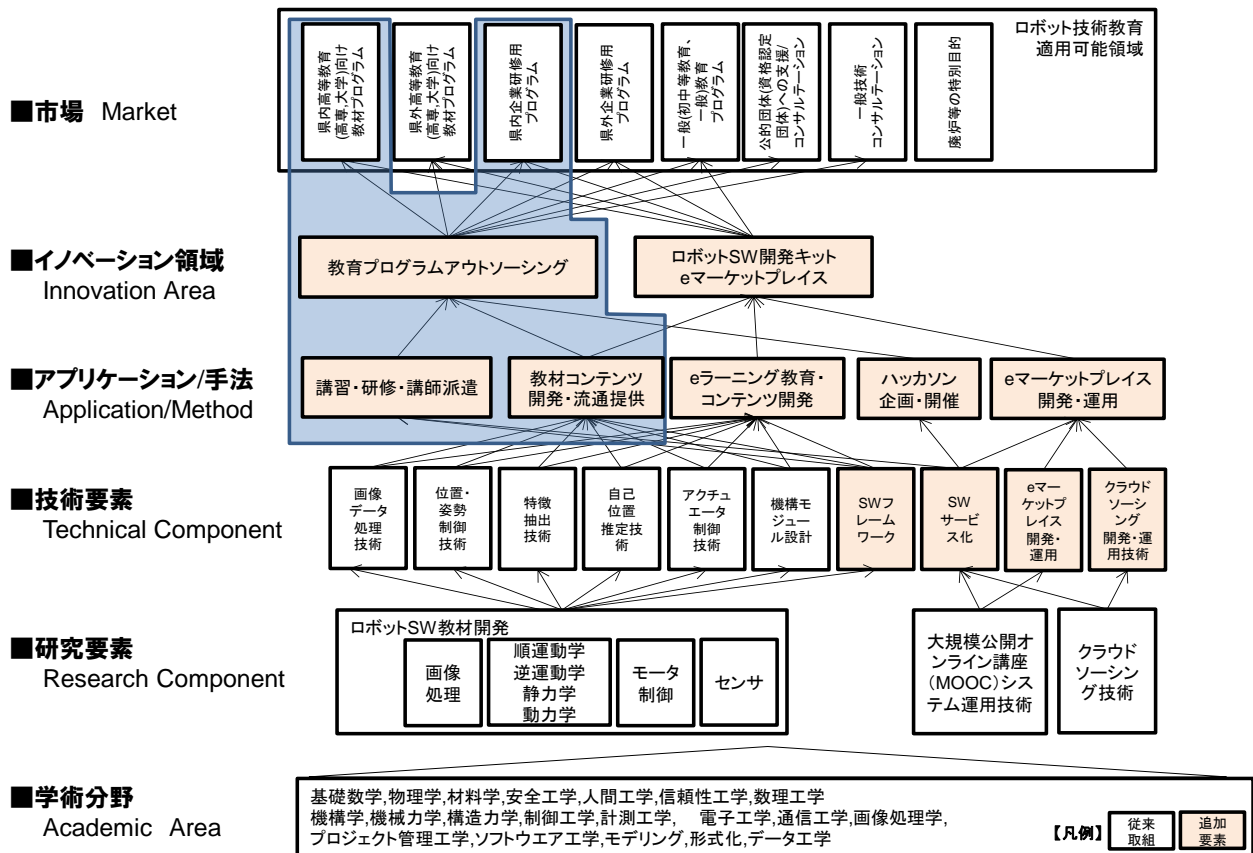 ロボット技術教育
適用可能領域
■市場 Market
県内高等教育
(高専,大学)向け
教材プログラム
県外高等教育
(高専,大学)向け
教材プログラム
県内企業研修用
プログラム
県外企業研修用
プログラム
一般(初中等教育、
一般)教育
プログラム
公的団体(資格認定
団体)への支援/
コンサルテーション
一般技術
コンサルテーション
廃炉等の特別目的
■イノベーション領域
Innovation Area
教育プログラムアウトソーシング
ロボットSW開発キット
eマーケットプレイス
■アプリケーション/手法
Application/Method
講習・研修・講師派遣
教材コンテンツ
開発・流通提供
eラーニング教育・
コンテンツ開発
ハッカソン
企画・開催
eマーケットプレイス
開発・運用
■技術要素
Technical Component
画像
データ
処理
技術
位置・
姿勢
制御
技術
特徴
抽出
技術
自己
位置
推定技
術
アクチュ
エータ
制御
技術
機構モ
ジュー
ル設計
SWフ
レーム
ワーク
SW
サービ
ス化
eマー
ケットプ
レイス
開発・
運用
クラウド
ソーシ
ング
開発・運
用技術
■研究要素
Research Component
ロボットSW教材開発
画像
処理
順運動学
逆運動学
静力学
動力学
モータ
制御
センサ
大規模公開オ
ンライン講座
(MOOC)シス
テム運用技術
クラウド
ソーシン
グ技術
■学術分野
Academic Area
基礎数学,物理学,材料学,安全工学,人間工学,信頼性工学,数理工学
機構学,機械力学,構造力学,制御工学,計測工学, 電子工学,通信工学,画像処理学,
プロジェクト管理工学,ソフトウエア工学,モデリング,形式化,データ工学
【凡例】
従来
取組
追加
要素